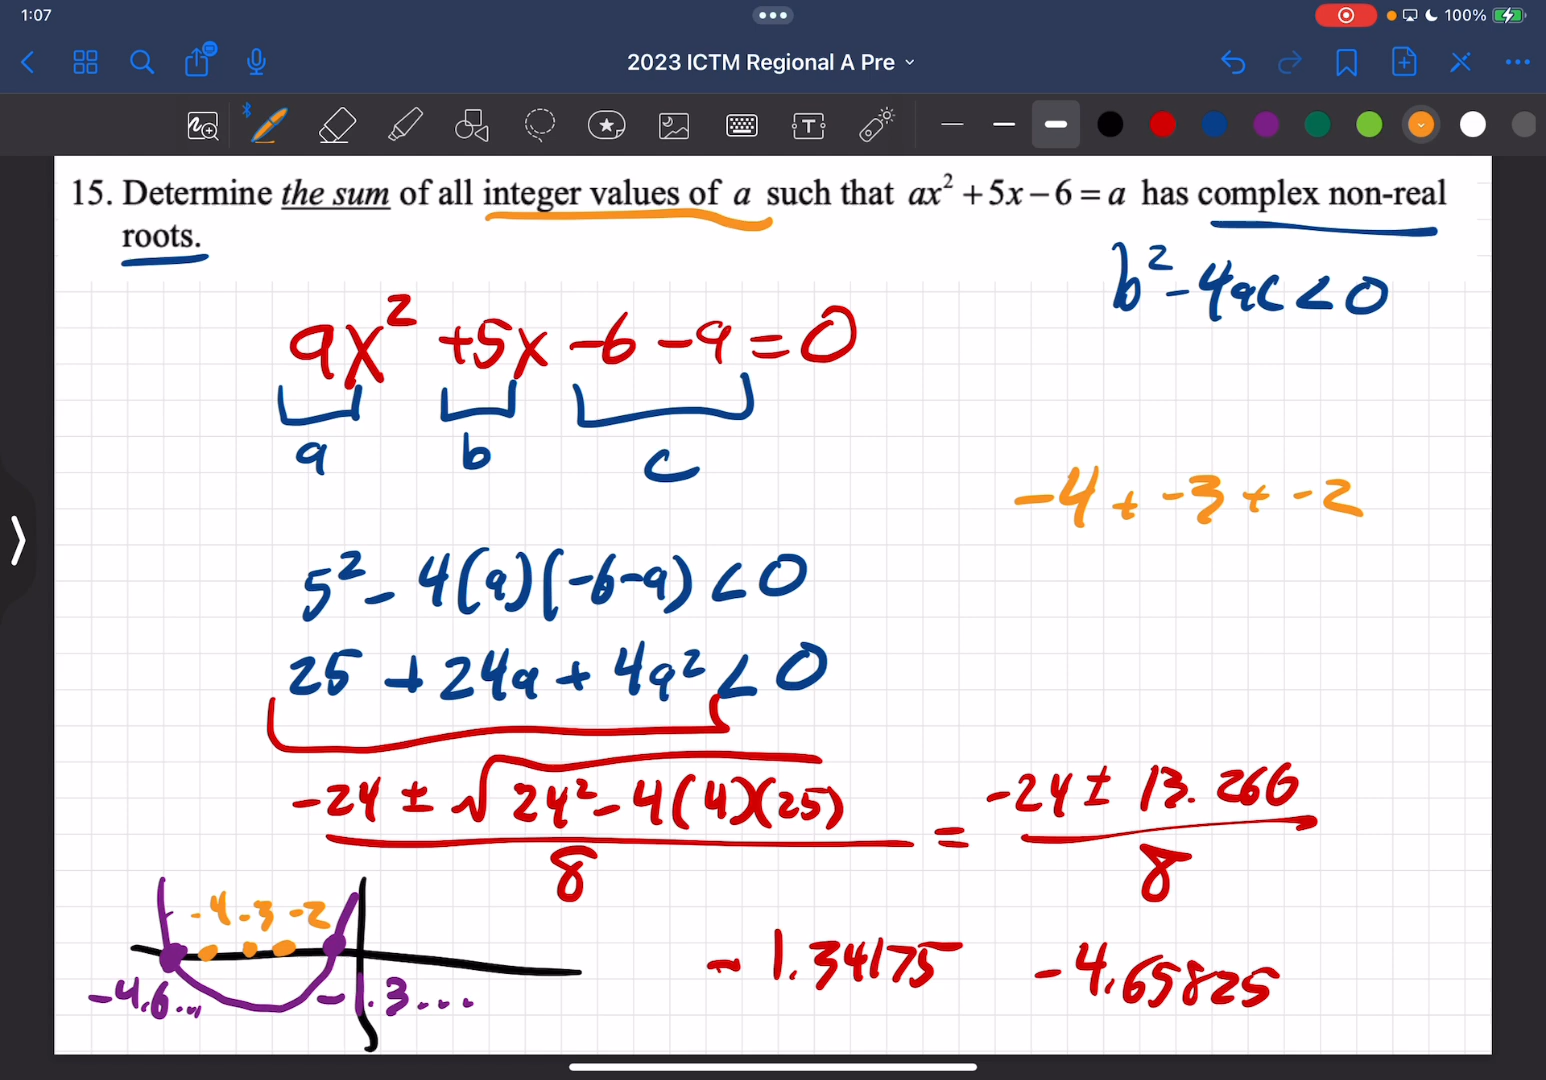 1:07
100%
2023 ICTM Regional A Pre
15. Determine the sum of all integer values of a such that ax² + 5x − 6 = a has complex non-real
roots.
b² - 4ac < 0
ax² + 5x - 6 - a = 0
a b c
-4 + -3 + -2
5² - 4(a)(-6-a) < 0
25 + 24a + 4a² < 0
-24 ± √24² - 4(4)(25) = -24 ± 13.266
8 8
-4 -3 -2
-1.34175 -4.65825
-4.6... -1.3...